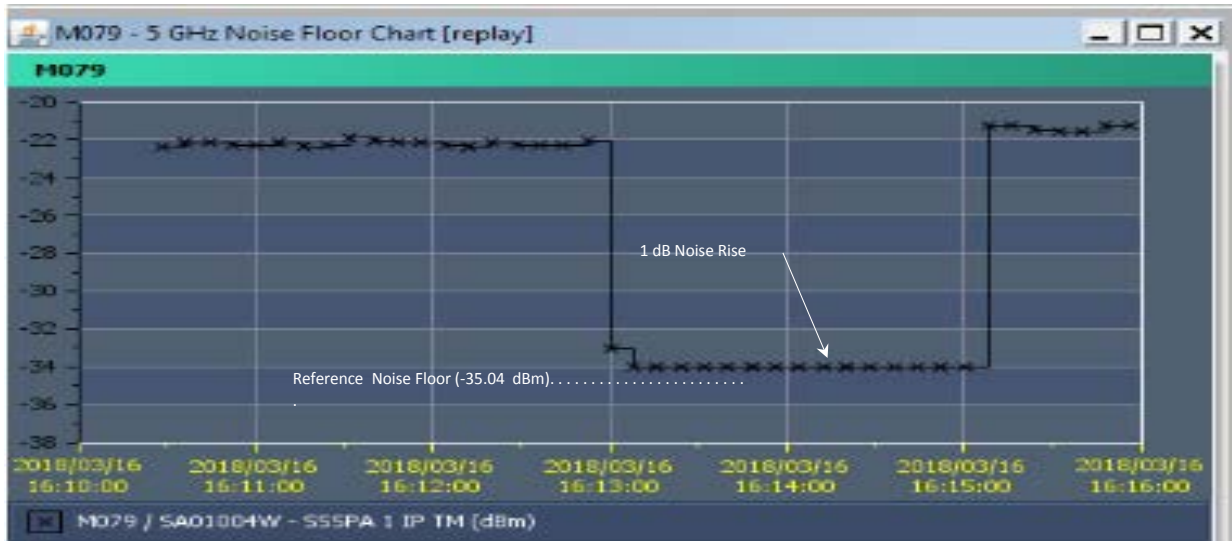 M079 - 5 GHz Noise Floor Chart [replay]
M079
-20
-22
-24
-26
-28
1 dB Noise Rise
-30
-32
-34
Reference Noise Floor (-35.04 dBm). . . . . . . . . . . . . . . . . . . . . . . .
.
-36
-38
2018/03/16 2018/03/16 2018/03/16 2018/03/16 2018/03/16 2018/03/16 2018/03/16
16:10:00 16:11:00 16:12:00 16:13:00 16:14:00 16:15:00 16:16:00
M079 / SA01004W - SSSPA 1 IP TM [dBm]